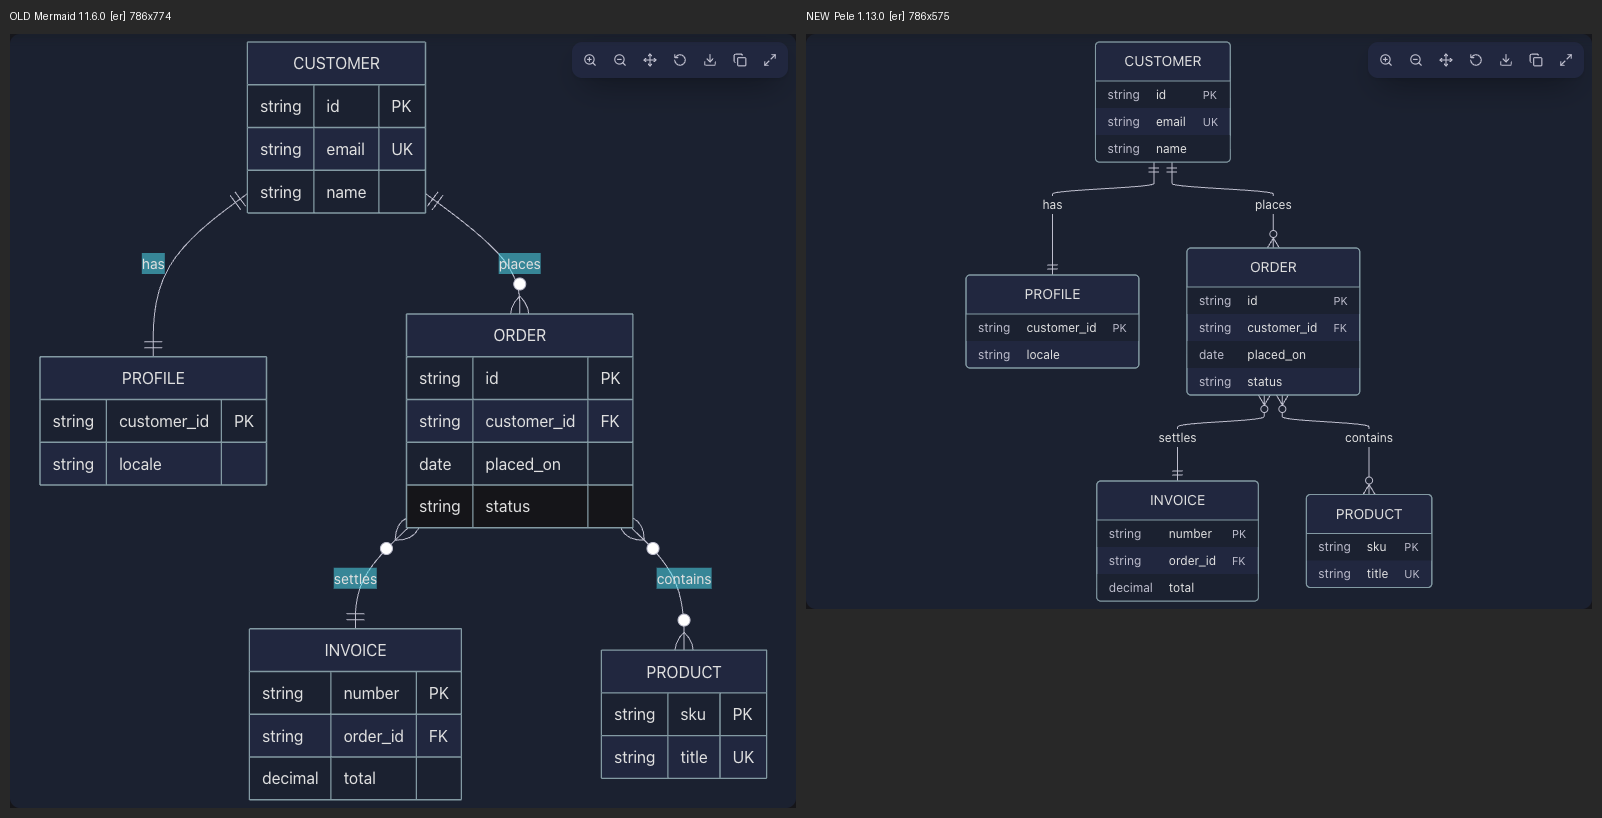 OLD Mermaid 11.6.0 [er] 786x774
CUSTOMER
string id PK
string email UK
string name
has
places
ORDER
string id PK
string customer_id FK
date placed_on
string status
PROFILE
string customer_id PK
string locale
settles
contains
INVOICE
string number PK
string order_id FK
decimal total
PRODUCT
string sku PK
string title UK
NEW Pele 1.13.0 [er] 786x575
CUSTOMER
string id PK
string email UK
string name
has
places
ORDER
string id PK
string customer_id FK
date placed_on
string status
PROFILE
string customer_id PK
string locale
settles
contains
INVOICE
string number PK
string order_id FK
decimal total
PRODUCT
string sku PK
string title UK